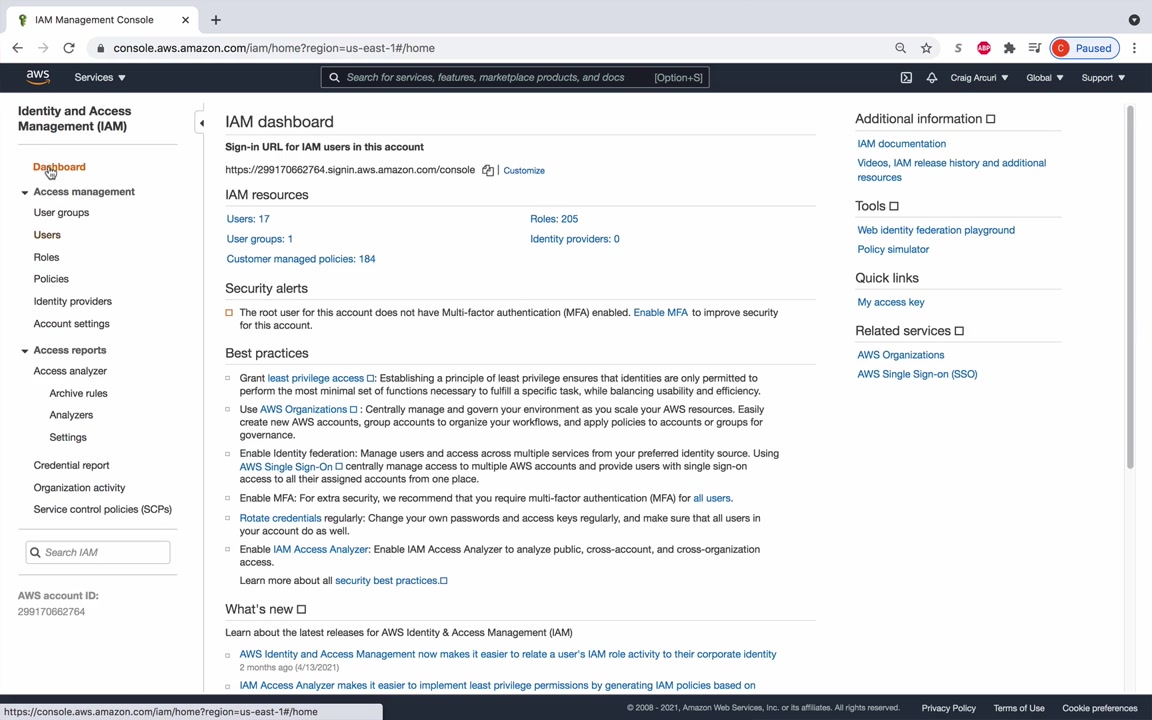 IAM Management Console
console.aws.amazon.com/iam/home?region=us-east-1#/home
ABP
C Paused
aws
Services
Search for services, features, marketplace products, and docs [Option+S]
Craig Arcuri
Global
Support
Identity and Access
Management (IAM)
Dashboard
Access management
User groups
Users
Roles
Policies
Identity providers
Account settings
Access reports
Access analyzer
Archive rules
Analyzers
Settings
Credential report
Organization activity
Service control policies (SCPs)
Search IAM
AWS account ID:
299170662764
IAM dashboard
Sign-in URL for IAM users in this account
https://299170662764.signin.aws.amazon.com/console | Customize
IAM resources
Users: 17
Roles: 205
User groups: 1
Identity providers: 0
Customer managed policies: 184
Security alerts
The root user for this account does not have Multi-factor authentication (MFA) enabled. Enable MFA to improve security
for this account.
Best practices
Grant least privilege access: Establishing a principle of least privilege ensures that identities are only permitted to
perform the most minimal set of functions necessary to fulfill a specific task, while balancing usability and efficiency.
Use AWS Organizations : Centrally manage and govern your environment as you scale your AWS resources. Easily
create new AWS accounts, group accounts to organize your workflows, and apply policies to accounts or groups for
governance.
Enable Identity federation: Manage users and access across multiple services from your preferred identity source. Using
AWS Single Sign-On centrally manage access to multiple AWS accounts and provide users with single sign-on
access to all their assigned accounts from one place.
Enable MFA: For extra security, we recommend that you require multi-factor authentication (MFA) for all users.
Rotate credentials regularly: Change your own passwords and access keys regularly, and make sure that all users in
your account do as well.
Enable IAM Access Analyzer: Enable IAM Access Analyzer to analyze public, cross-account, and cross-organization
access.
Learn more about all security best practices.
What's new
Learn about the latest releases for AWS Identity & Access Management (IAM)
AWS Identity and Access Management now makes it easier to relate a user's IAM role activity to their corporate identity
2 months ago (4/13/2021)
IAM Access Analyzer makes it easier to implement least privilege permissions by generating IAM policies based on
Additional information
IAM documentation
Videos, IAM release history and additional
resources
Tools
Web identity federation playground
Policy simulator
Quick links
My access key
Related services
AWS Organizations
AWS Single Sign-on (SSO)
https://console.aws.amazon.com/iam/home?region=us-east-1#/home
© 2008 - 2021, Amazon Web Services, Inc. or its affiliates. All rights reserved.
Privacy Policy
Terms of Use
Cookie preferences